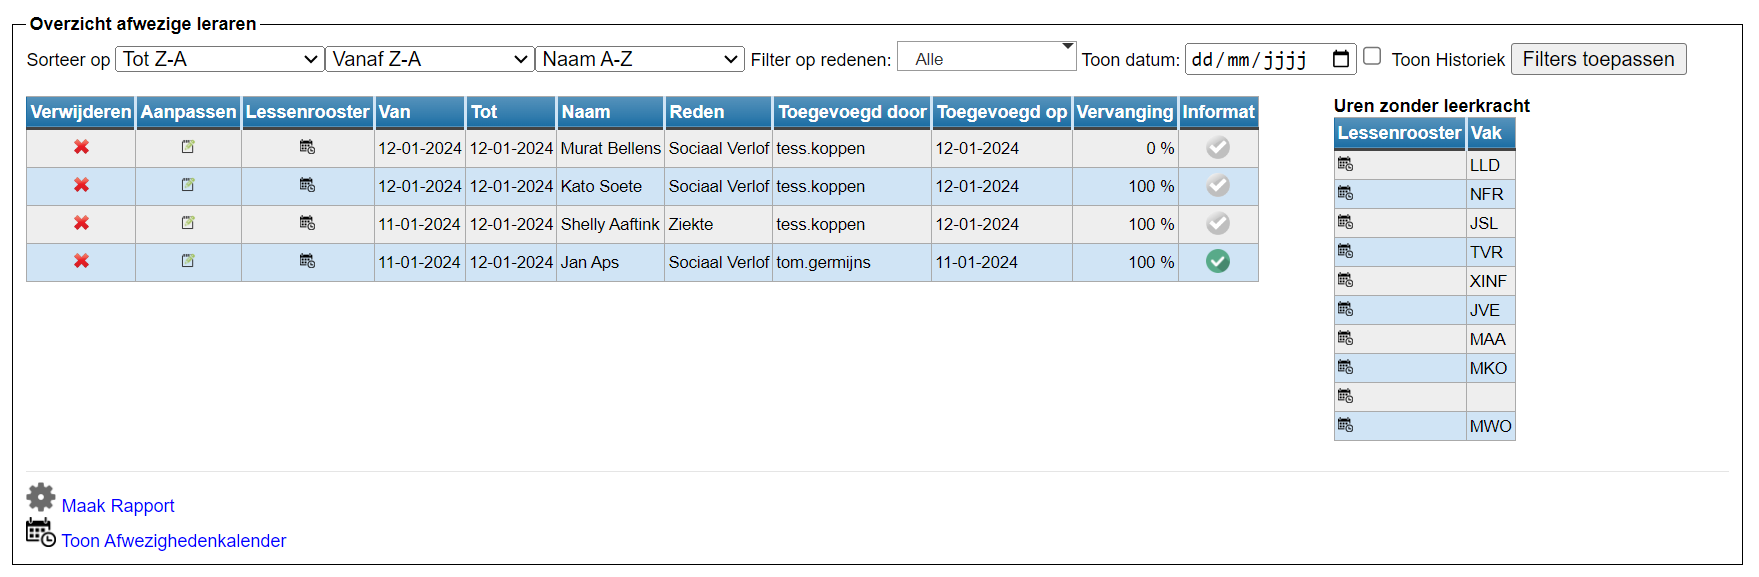 Overzicht afwezige leraren
Sorteer op Tot Z-A Vanaf Z-A Naam A-Z Filter op redenen: Alle Toon datum: dd/mm/jjjj Toon Historiek Filters toepassen
Verwijderen Aanpassen Lessenrooster Van Tot Naam Reden Toegevoegd door Toegevoegd op Vervanging Informat
12-01-2024 12-01-2024 Murat Bellens Sociaal Verlof tess.koppen 12-01-2024 0 %
12-01-2024 12-01-2024 Kato Soete Sociaal Verlof tess.koppen 12-01-2024 100 %
11-01-2024 12-01-2024 Shelly Aaftink Ziekte tess.koppen 12-01-2024 100 %
11-01-2024 12-01-2024 Jan Aps Sociaal Verlof tom.germijns 11-01-2024 100 %
Uren zonder leerkracht
Lessenrooster Vak
LLD
NFR
JSL
TVR
XINF
JVE
MAA
MKO
MWO
Maak Rapport
Toon Afwezighedenkalender